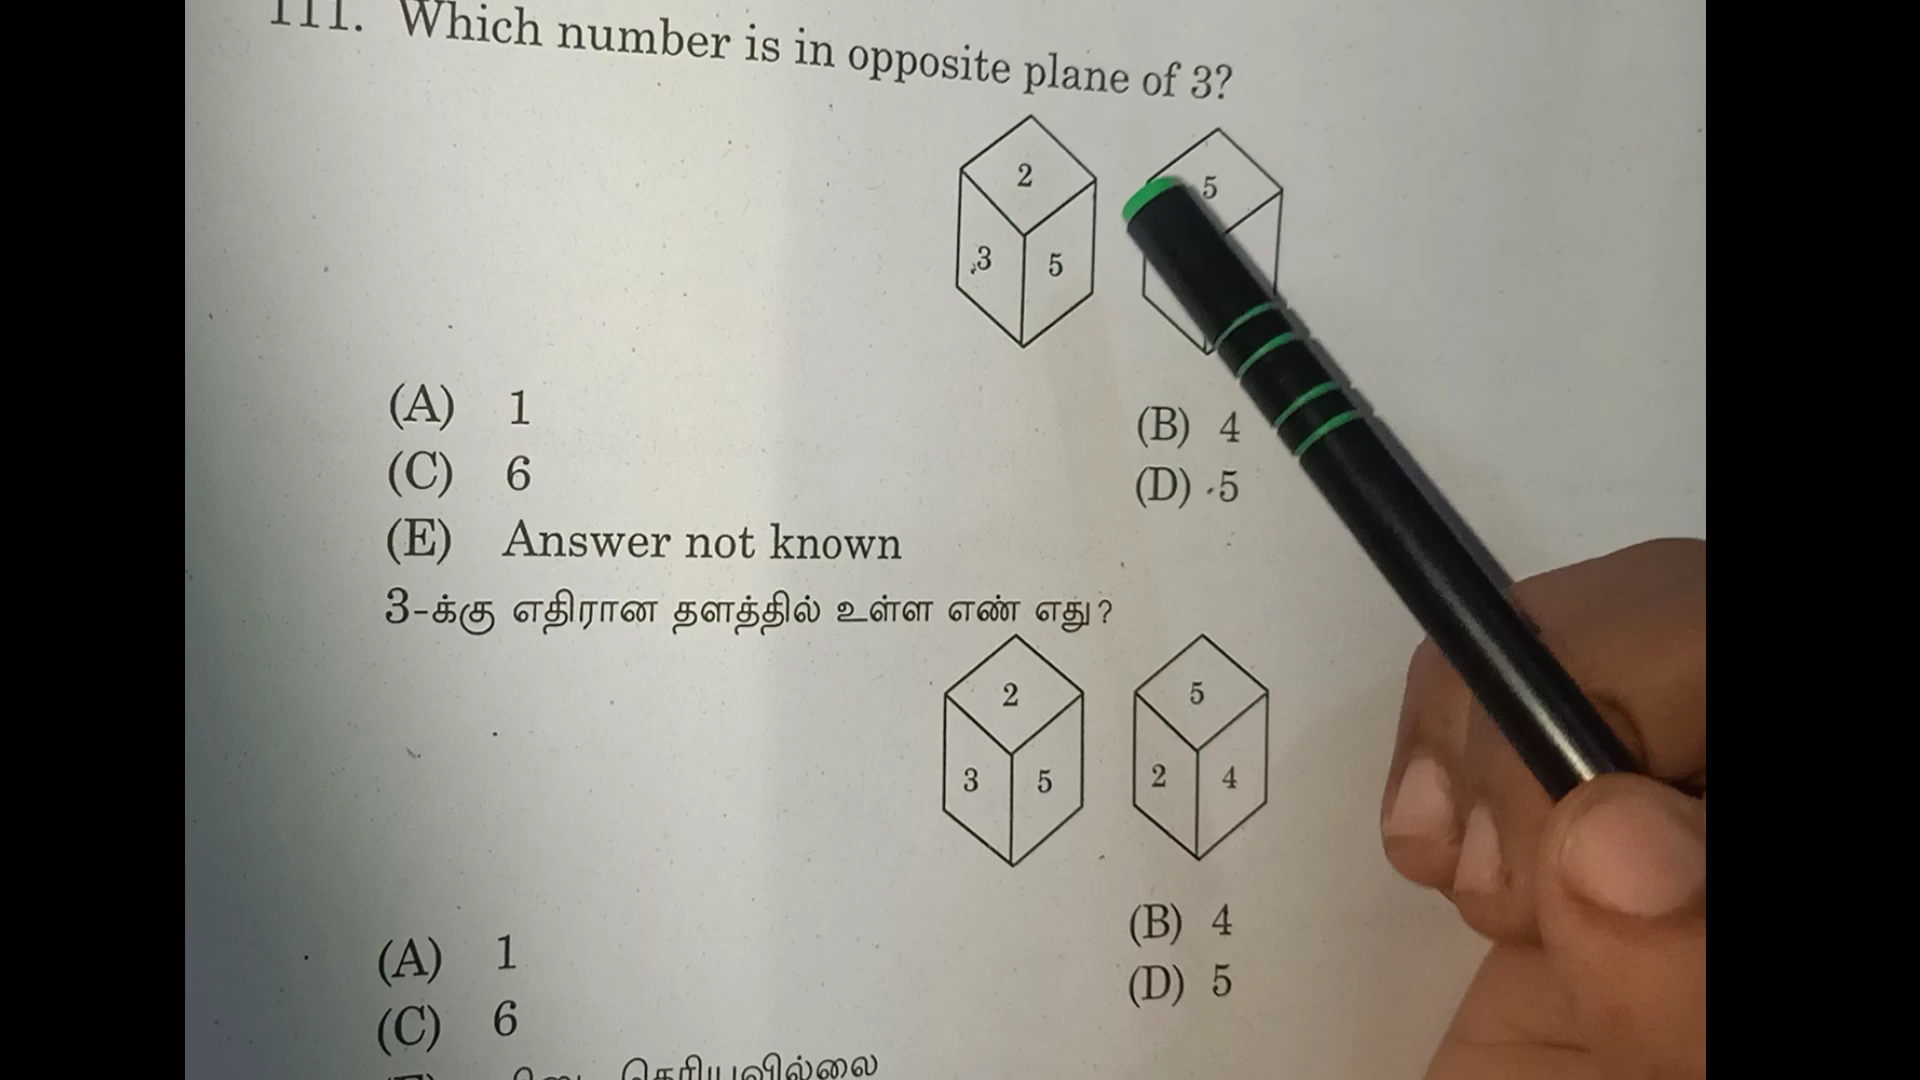 111. Which number is in opposite plane of 3?
2 5
3 5
(A) 1 (B) 4
(C) 6 (D) 5
(E) Answer not known
3-க்கு எதிரான தளத்தில் உள்ள எண் எது?
2 5
3 5 2 4
(A) 1 (B) 4
(C) 6 (D) 5